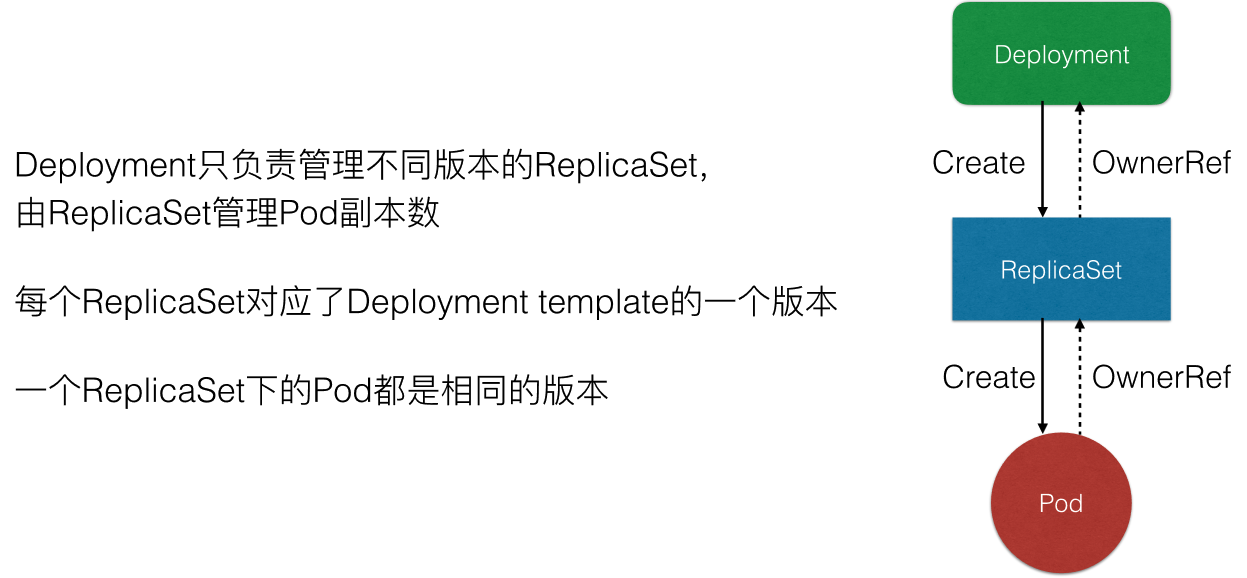 Deployment只负责管理不同版本的ReplicaSet，
由ReplicaSet管理Pod副本数
每个ReplicaSet对应了Deployment template的一个版本
一个ReplicaSet下的Pod都是相同的版本
Deployment
Create
OwnerRef
ReplicaSet
Create
OwnerRef
Pod